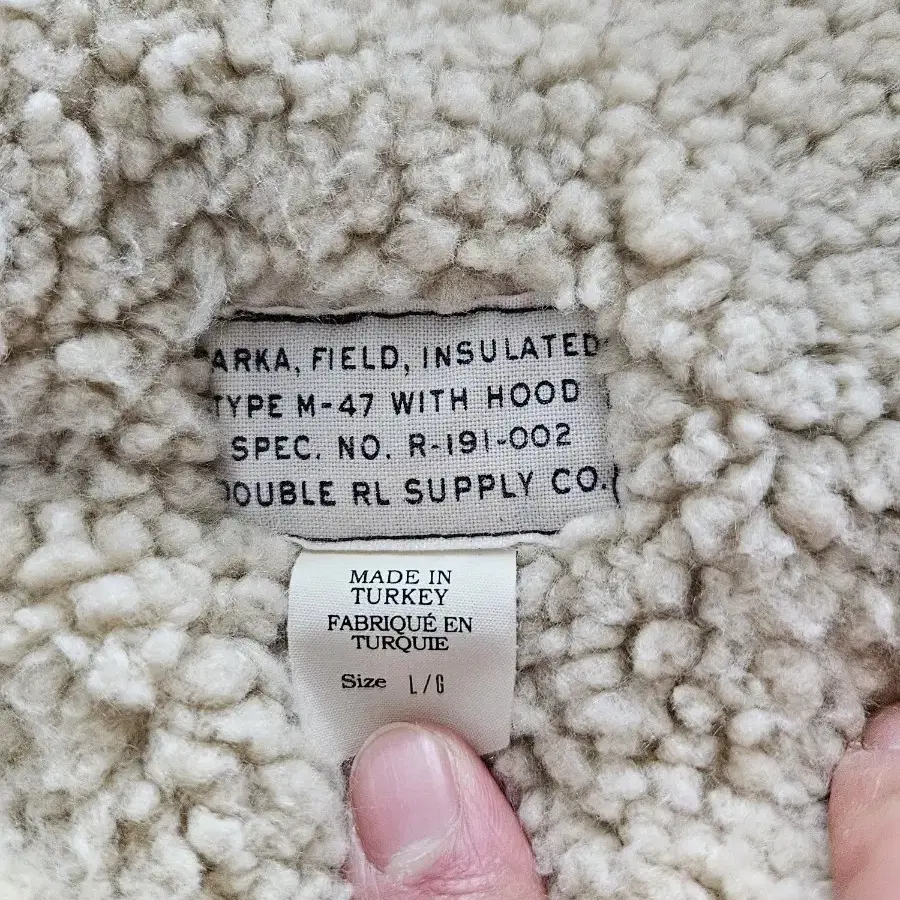 ARKA, FIELD, INSULATED
TYPE M-47 WITH HOOD
SPEC. NO. R-191-002
DOUBLE RL SUPPLY CO.
MADE IN
TURKEY
FABRIQUÉ EN
TURQUIE
Size L/G